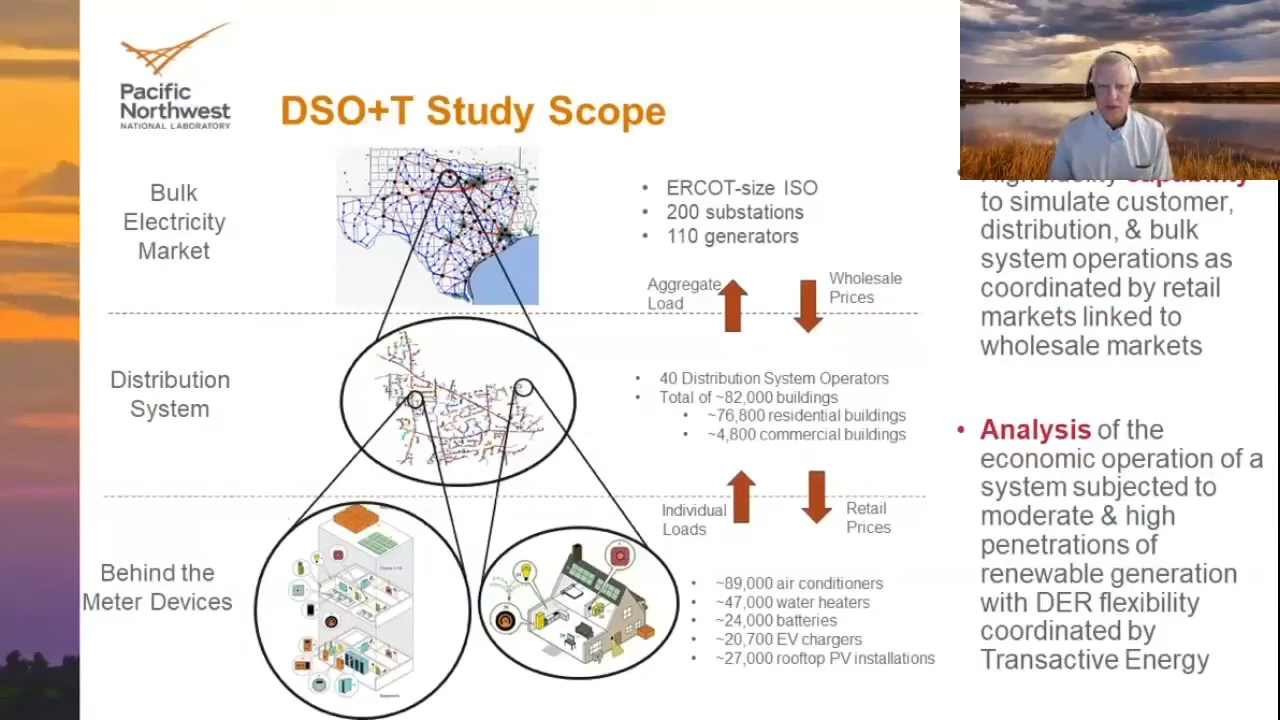 Pacific
Northwest
NATIONAL LABORATORY
DSO+T Study Scope
Bulk
Electricity
Market
• ERCOT-size ISO
• 200 substations
• 110 generators
Aggregate
Load
Wholesale
Prices
Distribution
System
• 40 Distribution System Operators
• Total of ~82,000 buildings
• ~76,800 residential buildings
• ~4,800 commercial buildings
Individual
Loads
Retail
Prices
Behind the
Meter Devices
• ~89,000 air conditioners
• ~47,000 water heaters
• ~24,000 batteries
• ~20,700 EV chargers
• ~27,000 rooftop PV installations
capability
to simulate customer,
distribution, & bulk
system operations as
coordinated by retail
markets linked to
wholesale markets
• Analysis of the
economic operation of a
system subjected to
moderate & high
penetrations of
renewable generation
with DER flexibility
coordinated by
Transactive Energy